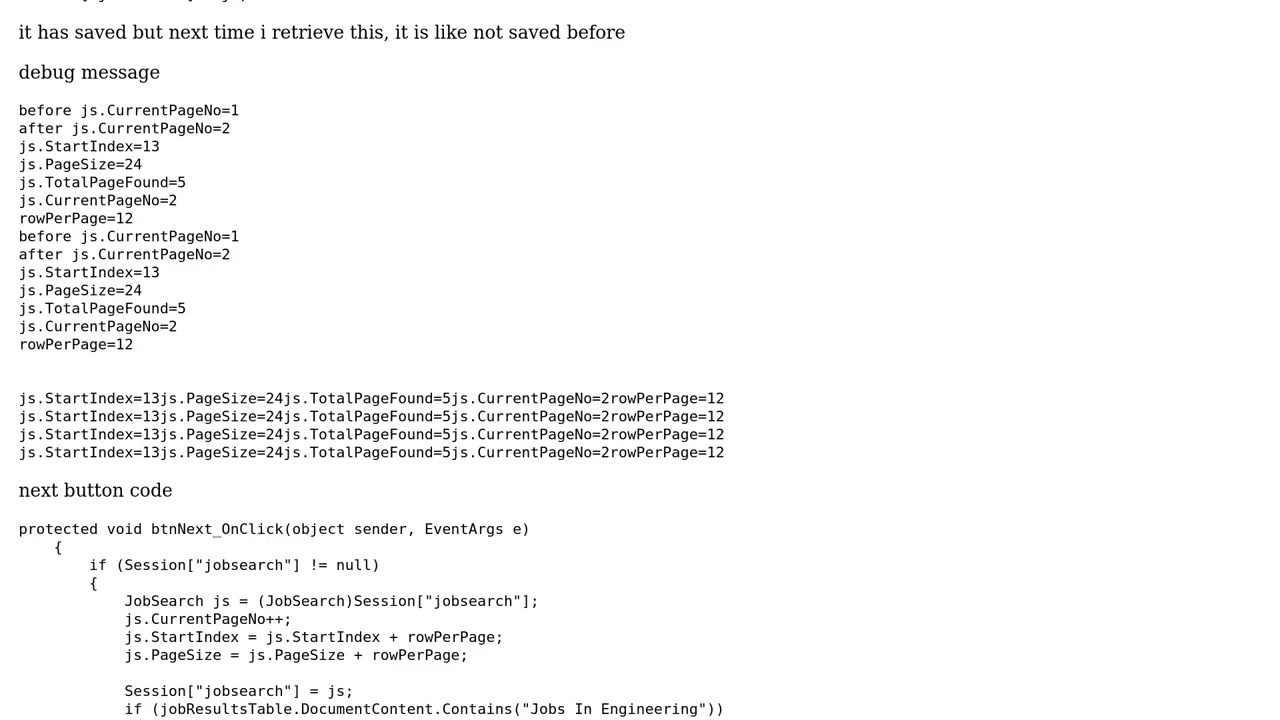 it has saved but next time i retrieve this, it is like not saved before
debug message
before js.CurrentPageNo=1
after js.CurrentPageNo=2
js.StartIndex=13
js.PageSize=24
js.TotalPageFound=5
js.CurrentPageNo=2
rowPerPage=12
before js.CurrentPageNo=1
after js.CurrentPageNo=2
js.StartIndex=13
js.PageSize=24
js.TotalPageFound=5
js.CurrentPageNo=2
rowPerPage=12
js.StartIndex=13js.PageSize=24js.TotalPageFound=5js.CurrentPageNo=2rowPerPage=12
js.StartIndex=13js.PageSize=24js.TotalPageFound=5js.CurrentPageNo=2rowPerPage=12
js.StartIndex=13js.PageSize=24js.TotalPageFound=5js.CurrentPageNo=2rowPerPage=12
js.StartIndex=13js.PageSize=24js.TotalPageFound=5js.CurrentPageNo=2rowPerPage=12
next button code
protected void btnNext_OnClick(object sender, EventArgs e)
    {
        if (Session["jobsearch"] != null)
        {
            JobSearch js = (JobSearch)Session["jobsearch"];
            js.CurrentPageNo++;
            js.StartIndex = js.StartIndex + rowPerPage;
            js.PageSize = js.PageSize + rowPerPage;
            Session["jobsearch"] = js;
            if (jobResultsTable.DocumentContent.Contains("Jobs In Engineering"))